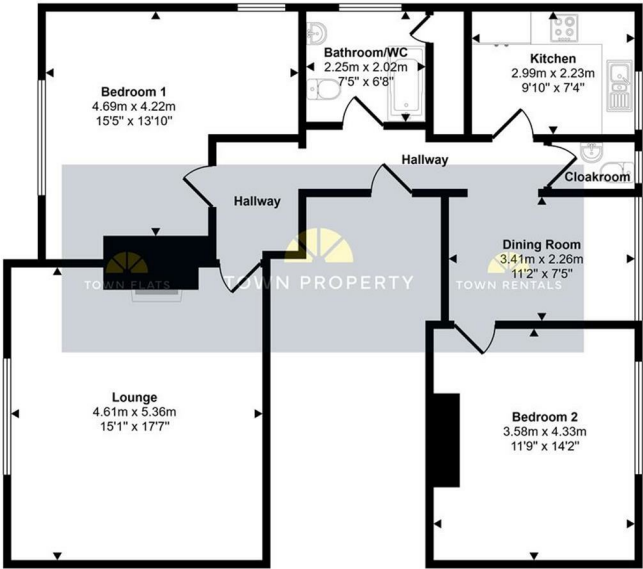 Bathroom/WC
2.25m x 2.02m
7'5" x 6'8"
Kitchen
2.99m x 2.23m
9'10" x 7'4"
Bedroom 1
4.69m x 4.22m
15'5" x 13'10"
Hallway
Cloakroom
Hallway
Dining Room
3.41m x 2.26m
11'2" x 7'5"
TOWN FLATS
TOWN PROPERTY
TOWN RENTALS
Lounge
4.61m x 5.36m
15'1" x 17'7"
Bedroom 2
3.58m x 4.33m
11'9" x 14'2"